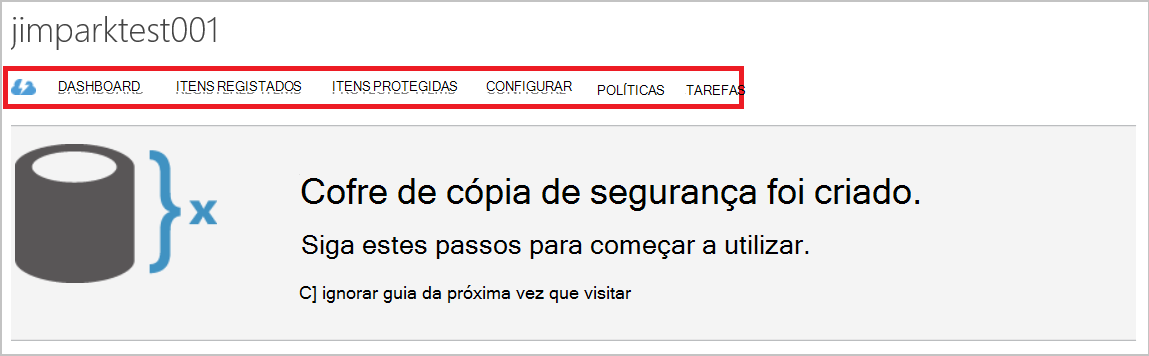 jimparktest001
DASHBOARD ITENS REGISTADOS ITENS PROTEGIDAS CONFIGURAR POLÍTICAS TAREFAS
x
Cofre de cópia de segurança foi criado.
Siga estes passos para começar a utilizar.
C] ignorar guia da próxima vez que visitar